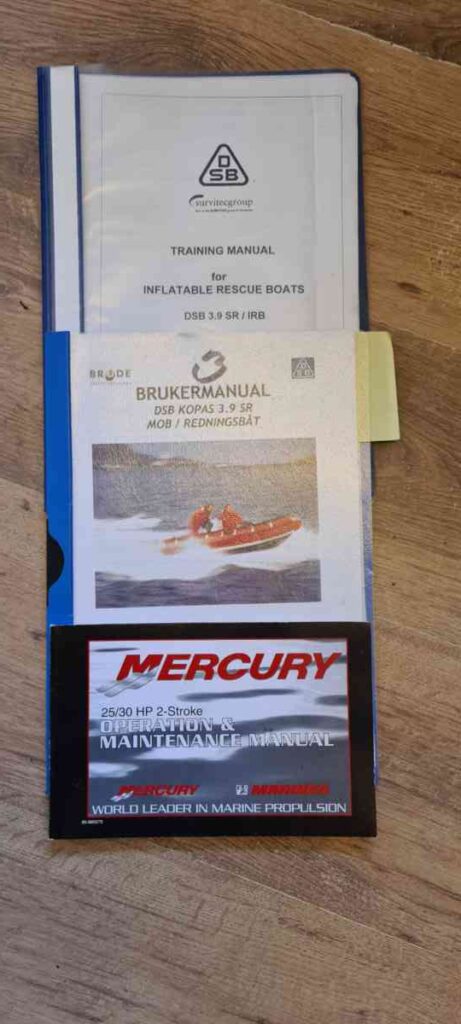 DSB
survitecgroup
TRAINING MANUAL
for
INFLATABLE RESCUE BOATS
DSB 3.9 SR / IRB
BRUDE
BRUKERMANUAL
DSB KOPAS 3.9 SR
MOB / REDNINGSBÅT
MERCURY
25/30 HP 2-Stroke
OPERATION &
MAINTENANCE MANUAL
MERCURY MARINER
WORLD LEADER IN MARINE PROPULSION